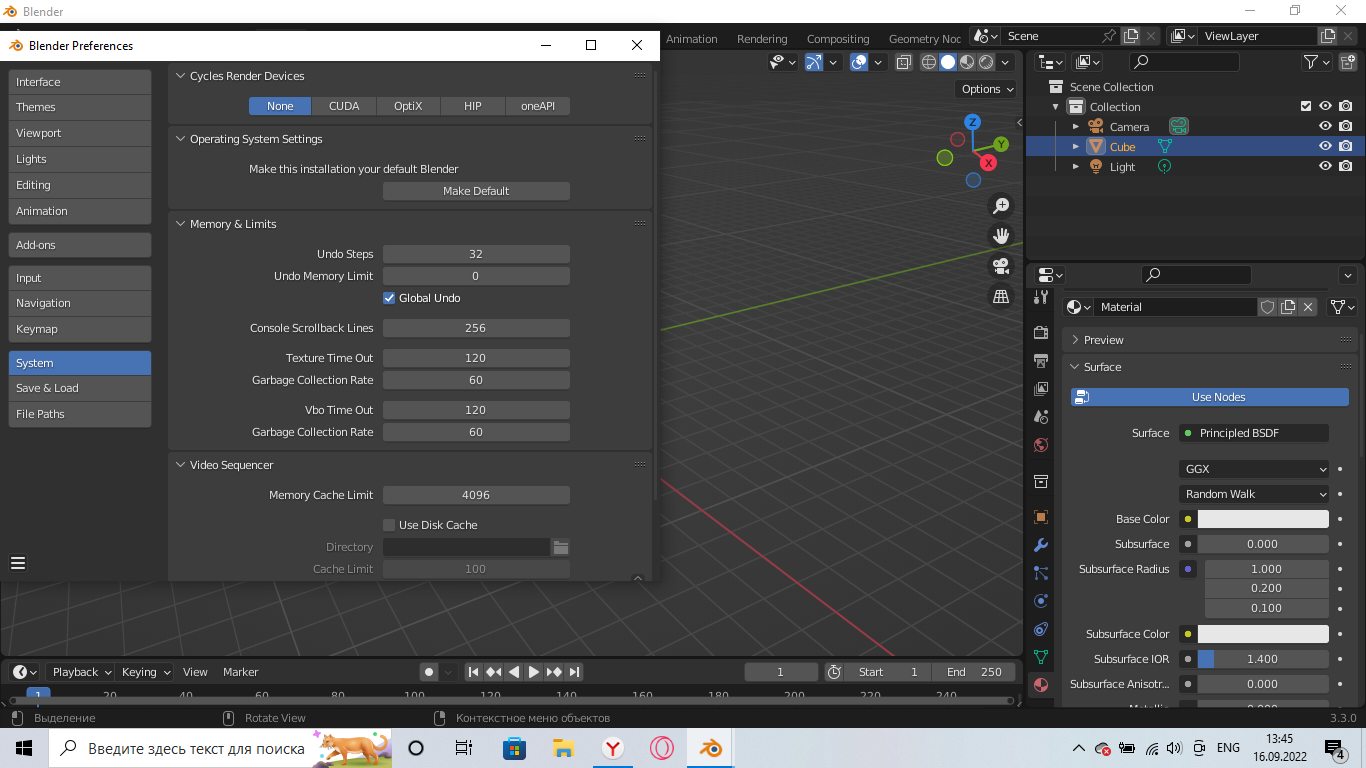 Blender
Blender Preferences
Animation
Rendering
Compositing
Geometry Noc
Scene
ViewLayer
Interface
Themes
Viewport
Lights
Editing
Animation
Add-ons
Input
Navigation
Keymap
System
Save & Load
File Paths
Cycles Render Devices
None CUDA OptiX HIP oneAPI
Operating System Settings
Make this installation your default Blender
Make Default
Memory & Limits
Undo Steps 32
Undo Memory Limit 0
Global Undo
Console Scrollback Lines 256
Texture Time Out 120
Garbage Collection Rate 60
Vbo Time Out 120
Garbage Collection Rate 60
Video Sequencer
Memory Cache Limit 4096
Use Disk Cache
Directory
Cache Limit 100
Options
Z
Y
X
Scene Collection
Collection
Camera
Cube
Light
Material
Preview
Surface
Use Nodes
Surface Principled BSDF
GGX
Random Walk
Base Color
Subsurface 0.000
Subsurface Radius 1.000
0.200
0.100
Subsurface Color
Subsurface IOR 1.400
Subsurface Anisotr... 0.000
Playback Keying View Marker
1 Start 1 End 250
1 20 40 60 80 100 120 140 160 180 200 220 240
Выделение Rotate View Контекстное меню объектов 3.3.0
Введите здесь текст для поиска
ENG
13:45
16.09.2022
4